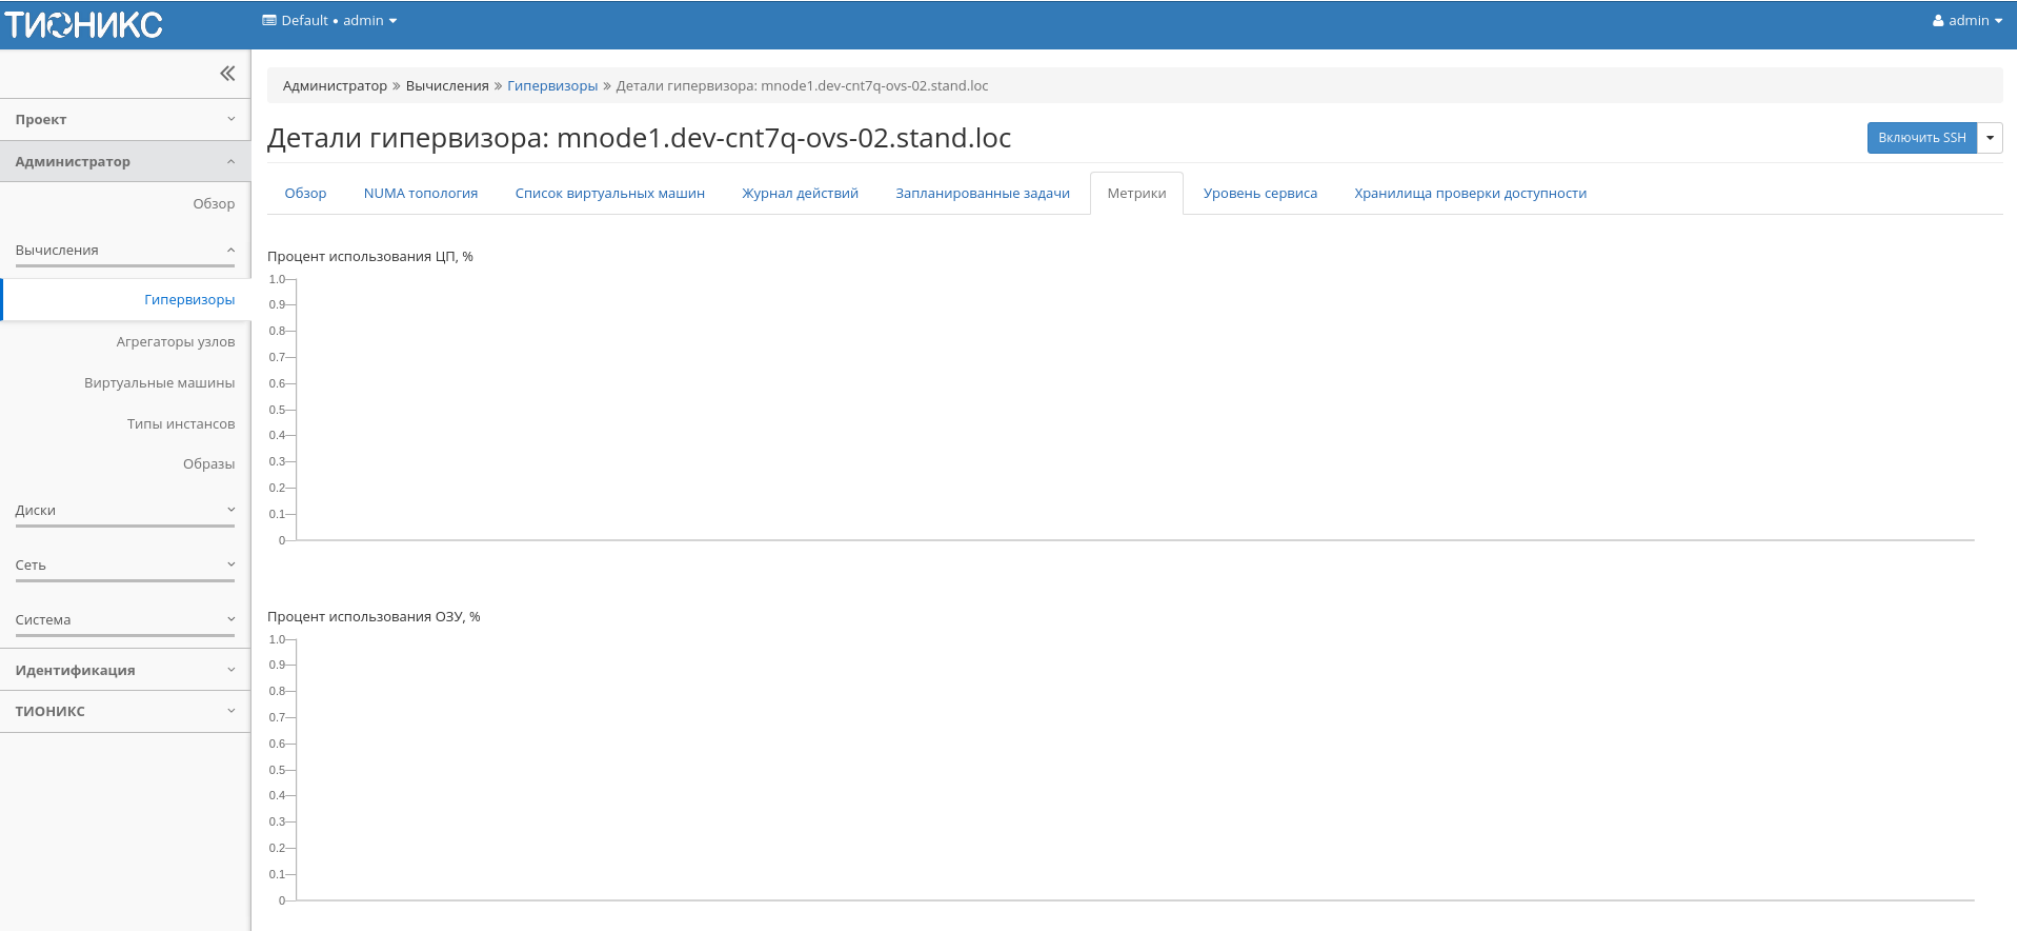 ТИОНИКС
Default • admin
admin
Проект
Администратор
Обзор
Вычисления
Гипервизоры
Агрегаторы узлов
Виртуальные машины
Типы инстансов
Образы
Диски
Сеть
Система
Идентификация
ТИОНИКС
Администратор » Вычисления » Гипервизоры » Детали гипервизора: mnode1.dev-cnt7q-ovs-02.stand.loc
Детали гипервизора: mnode1.dev-cnt7q-ovs-02.stand.loc
Включить SSH
Обзор NUMA топология Список виртуальных машин Журнал действий Запланированные задачи Метрики Уровень сервиса Хранилища проверки доступности
Процент использования ЦП, %
1.0
0.9
0.8
0.7
0.6
0.5
0.4
0.3
0.2
0.1
0
Процент использования ОЗУ, %
1.0
0.9
0.8
0.7
0.6
0.5
0.4
0.3
0.2
0.1
0